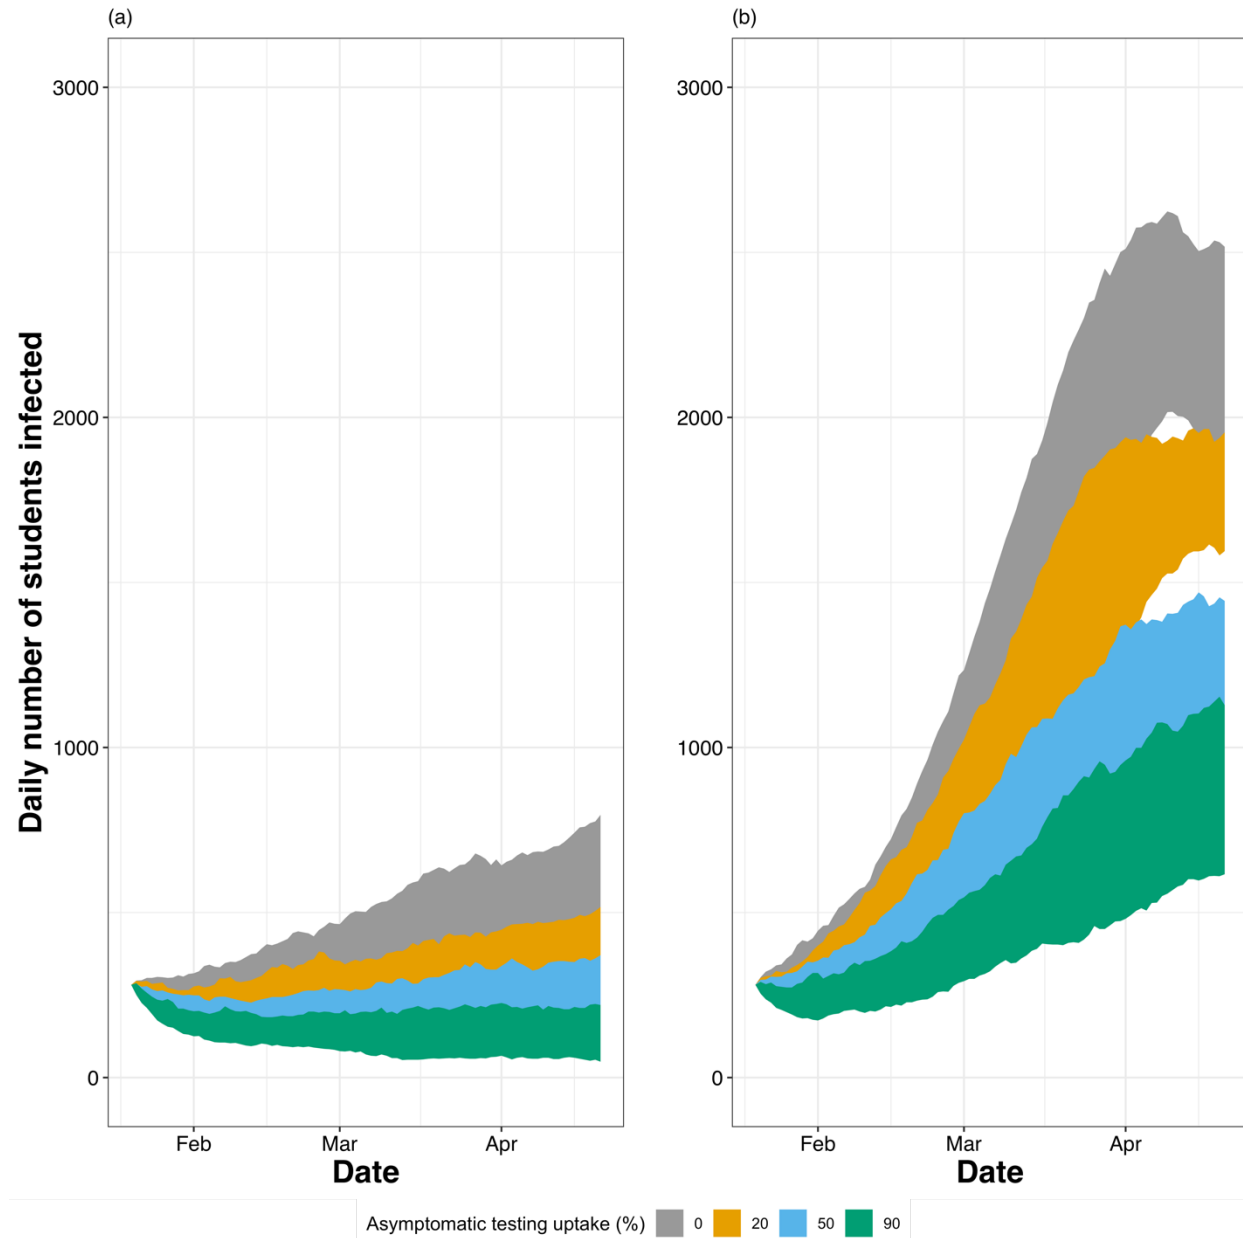 (a)
(b)
Daily number of students infected
3000
2000
1000
0
Feb
Mar
Apr
Date
3000
2000
1000
0
Feb
Mar
Apr
Date
Asymptomatic testing uptake (%) 0 20 50 90